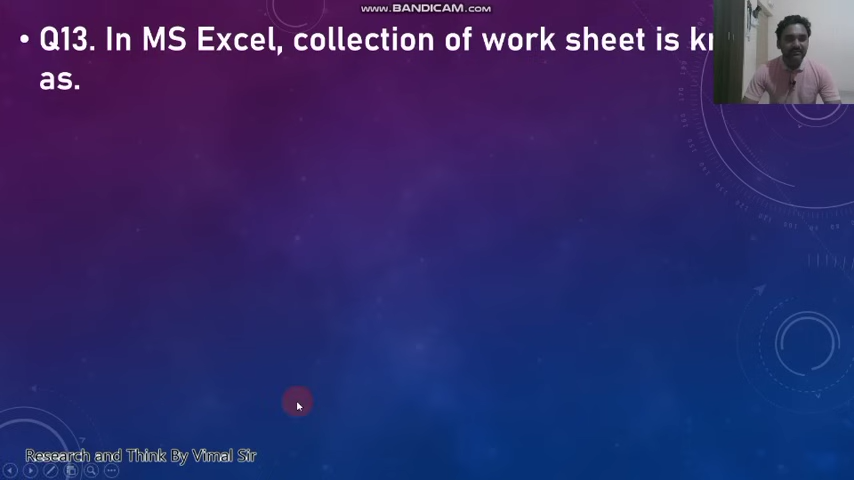 WWW.BANDICAM.COM
• Q13. In MS Excel, collection of work sheet is
as.
Research and Think By Vimal Sir